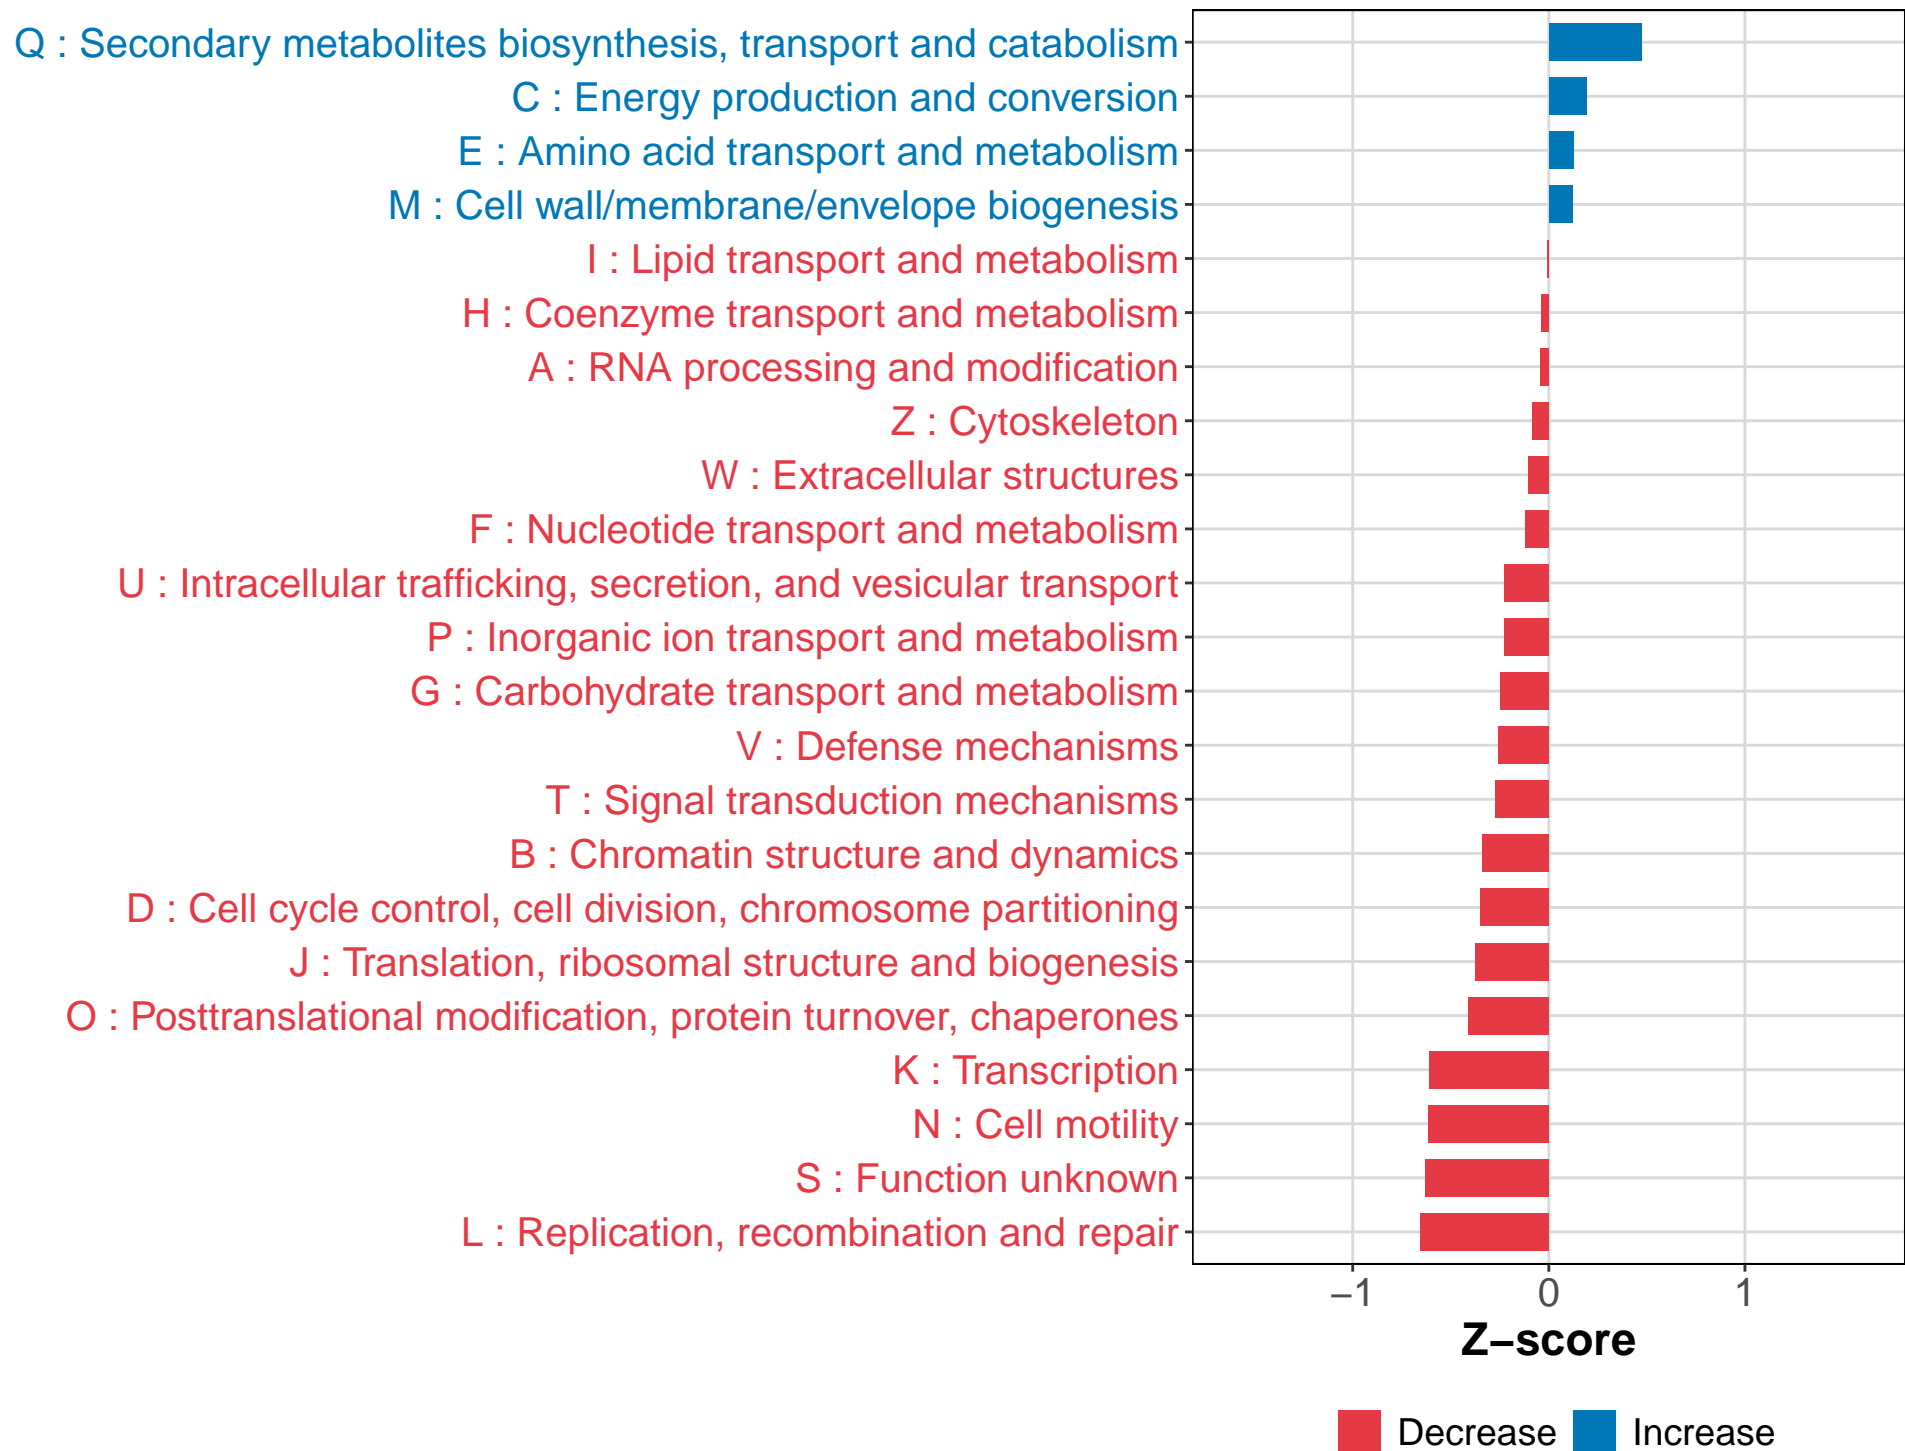 Q : Secondary metabolites biosynthesis, transport and catabolism
C : Energy production and conversion
E : Amino acid transport and metabolism
M : Cell wall/membrane/envelope biogenesis
I : Lipid transport and metabolism
H : Coenzyme transport and metabolism
A : RNA processing and modification
Z : Cytoskeleton
W : Extracellular structures
F : Nucleotide transport and metabolism
U : Intracellular trafficking, secretion, and vesicular transport
P : Inorganic ion transport and metabolism
G : Carbohydrate transport and metabolism
V : Defense mechanisms
T : Signal transduction mechanisms
B : Chromatin structure and dynamics
D : Cell cycle control, cell division, chromosome partitioning
J : Translation, ribosomal structure and biogenesis
O : Posttranslational modification, protein turnover, chaperones
K : Transcription
N : Cell motility
S : Function unknown
L : Replication, recombination and repair
−1 0 1
Z−score
Decrease Increase